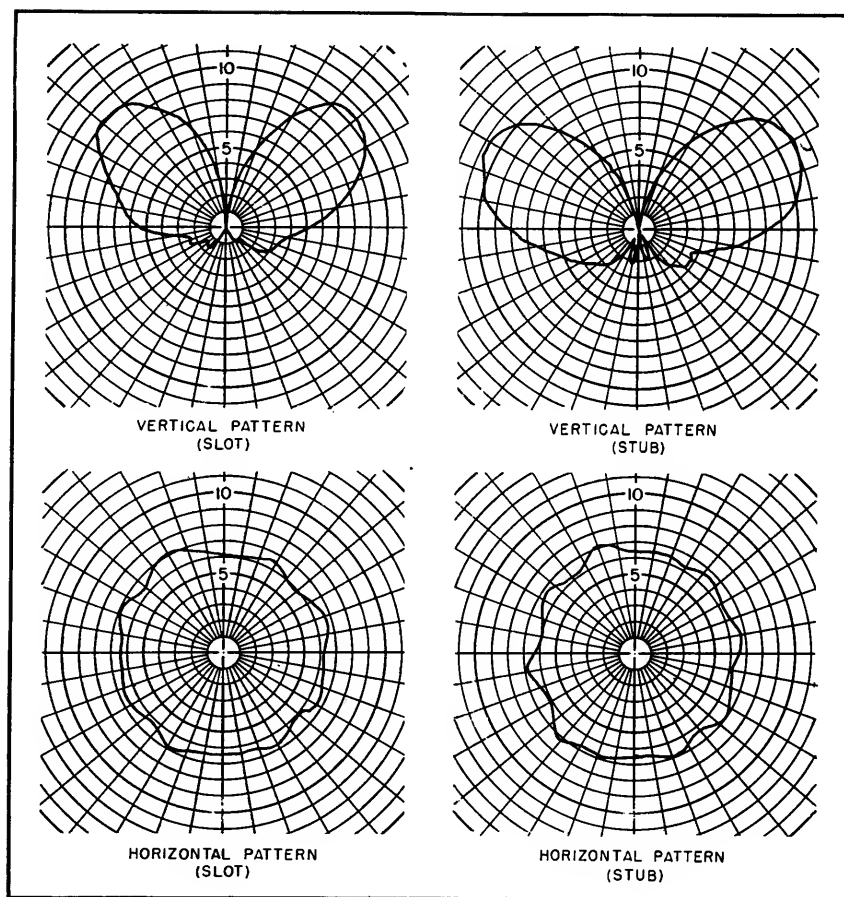 10
5
VERTICAL PATTERN
(SLOT)
10
5
VERTICAL PATTERN
(STUB)
10
5
HORIZONTAL PATTERN
(SLOT)
10
5
HORIZONTAL PATTERN
(STUB)